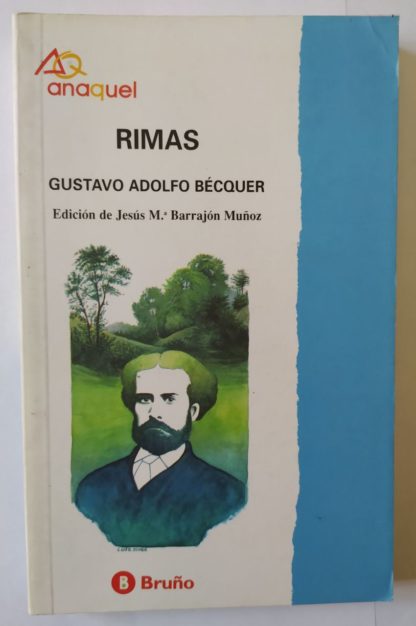 AQ
anaquel
RIMAS
GUSTAVO ADOLFO BÉCQUER
Edición de Jesús M.ª Barrajón Muñoz
B Bruño